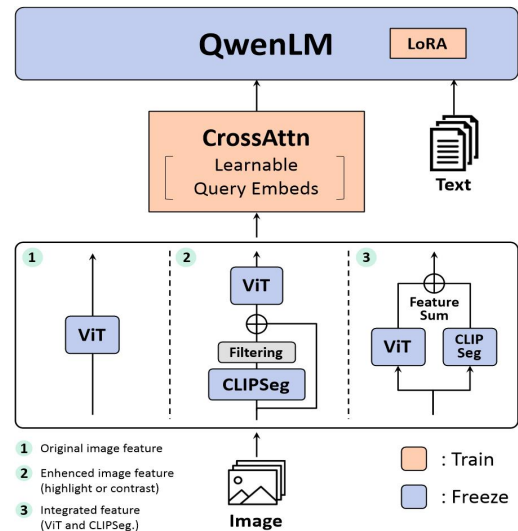 QwenLM
LoRA
CrossAttn
Learnable
Query Embeds
Text
1
ViT
2
ViT
Filtering
CLIPSeg
3
Feature
Sum
ViT
CLIP
Seg
1 Original image feature
2 Enhenced image feature
(highlight or contrast)
3 Integrated feature
(ViT and CLIPSeg.)
Image
: Train
: Freeze